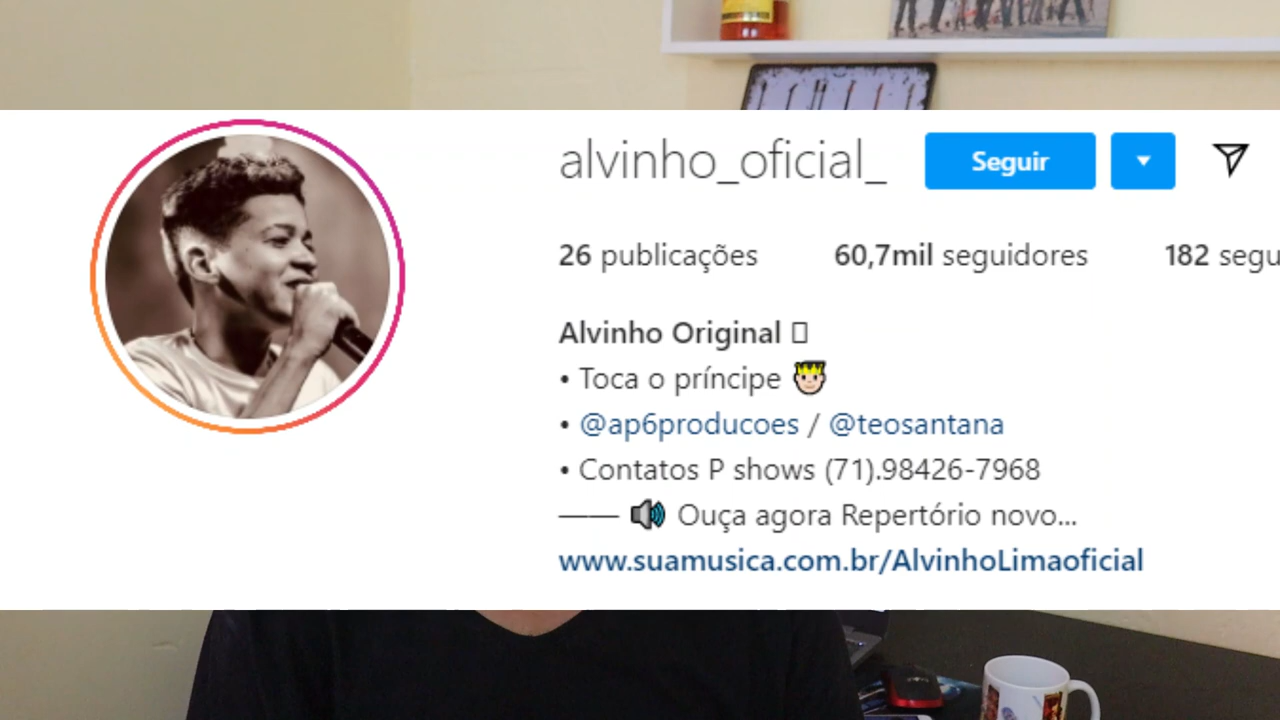 alvinho_oficial_ Seguir
26 publicações 60,7mil seguidores 182 segu
Alvinho Original
• Toca o príncipe 🤴
• @ap6producoes / @teosantana
• Contatos P shows (71).98426-7968
—— 🔊 Ouça agora Repertório novo...
www.suamusica.com.br/AlvinhoLimaoficial